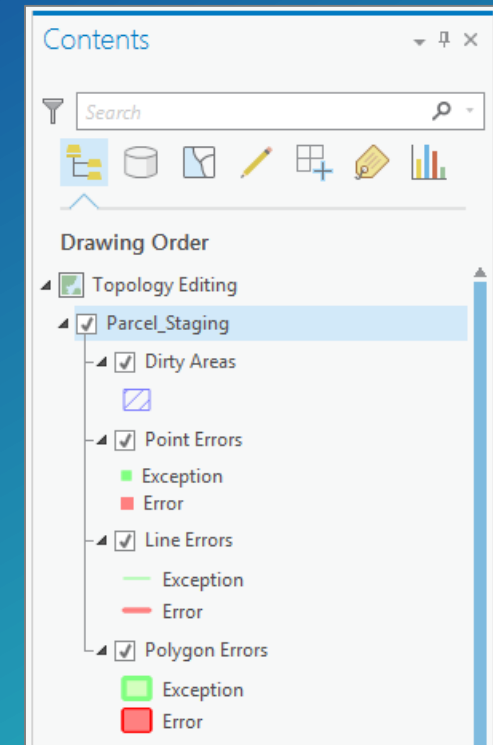 Contents
Search
Drawing Order
Topology Editing
Parcel_Staging
Dirty Areas
Point Errors
Exception
Error
Line Errors
Exception
Error
Polygon Errors
Exception
Error